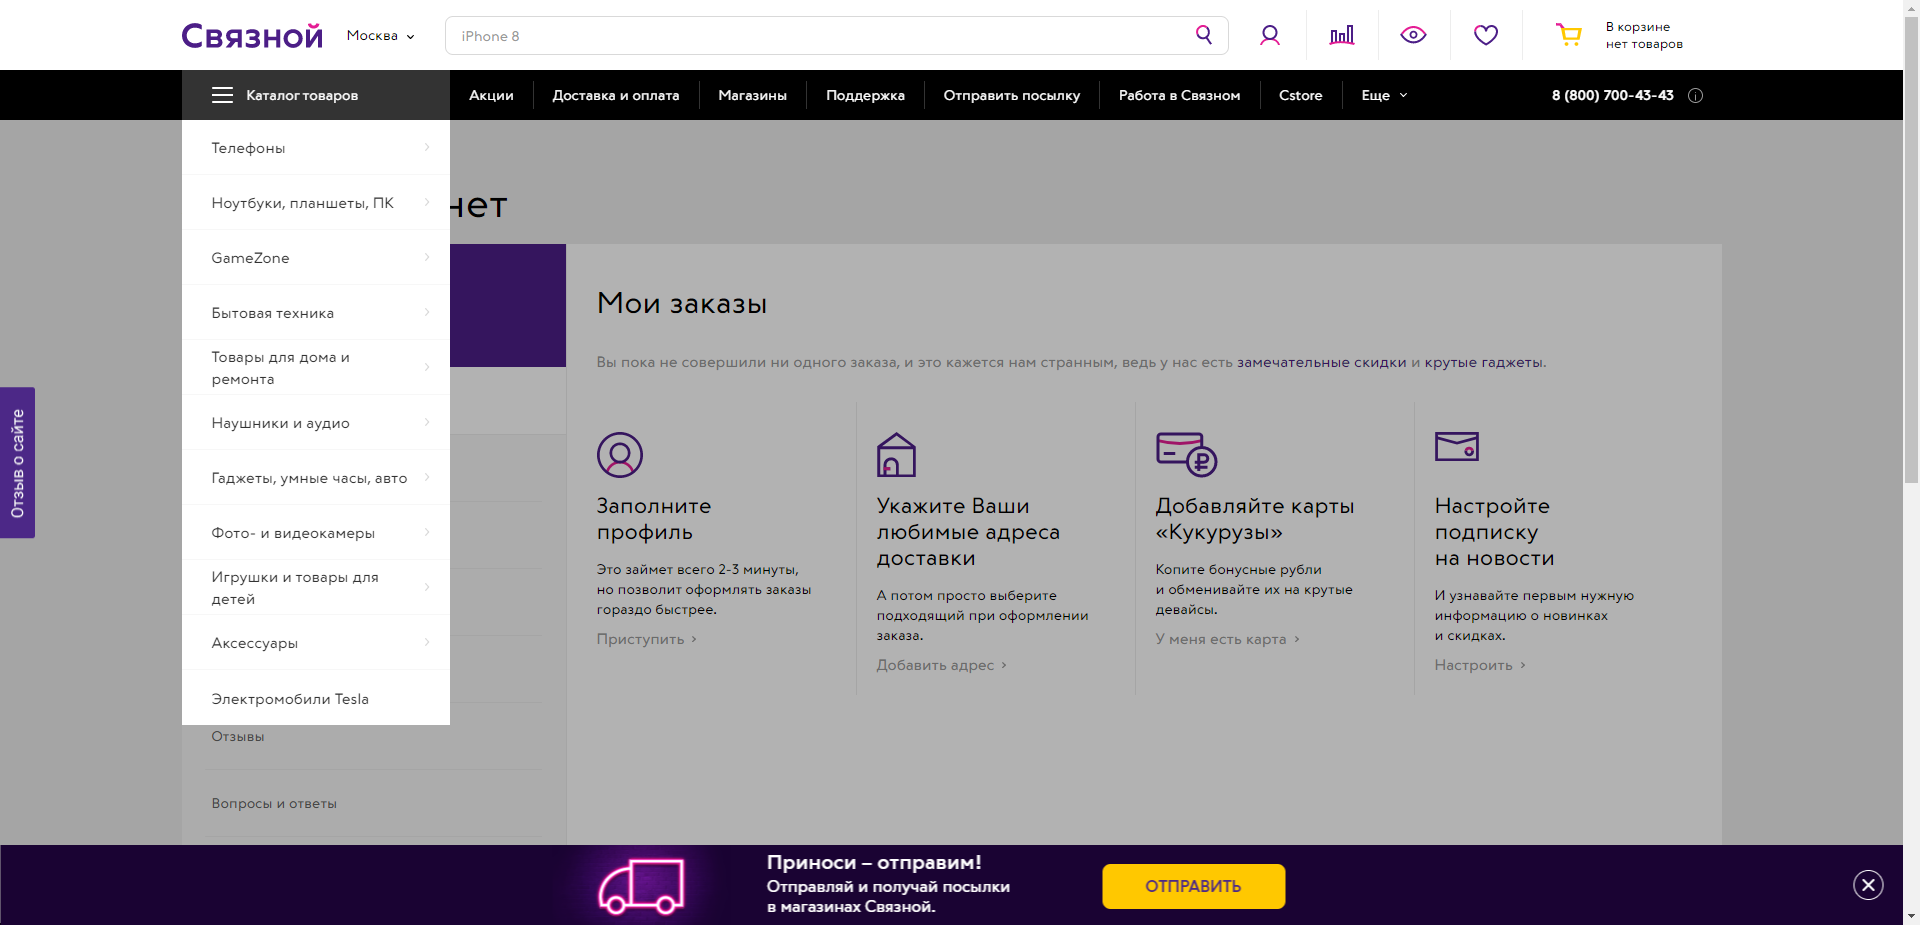 Связной
Москва
iPhone 8
В корзине
нет товаров
Каталог товаров
Акции
Доставка и оплата
Магазины
Поддержка
Отправить посылку
Работа в Связном
Cstore
Еще
8 (800) 700-43-43
Телефоны
Ноутбуки, планшеты, ПК
GameZone
Бытовая техника
Товары для дома и
ремонта
Наушники и аудио
Гаджеты, умные часы, авто
Фото- и видеокамеры
Игрушки и товары для
детей
Аксессуары
Электромобили Tesla
Отзывы
Вопросы и ответы
Отзыв о сайте
нет
Мои заказы
Вы пока не совершили ни одного заказа, и это кажется нам странным, ведь у нас есть замечательные скидки и крутые гаджеты.
Заполните
профиль
Это займет всего 2-3 минуты,
но позволит оформлять заказы
гораздо быстрее.
Приступить
Укажите Ваши
любимые адреса
доставки
А потом просто выберите
подходящий при оформлении
заказа.
Добавить адрес
Добавляйте карты
«Кукурузы»
Копите бонусные рубли
и обменивайте их на крутые
девайсы.
У меня есть карта
Настройте
подписку
на новости
И узнавайте первым нужную
информацию о новинках
и скидках.
Настроить
Приноси – отправим!
Отправляй и получай посылки
в магазинах Связной.
ОТПРАВИТЬ